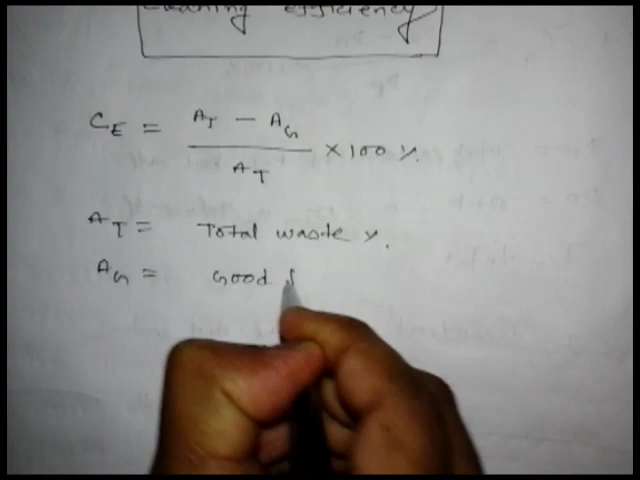 Cleaning efficiency
C_E = (A_T - A_G) / A_T × 100 %.
A_T = Total waste %.
A_G = Good